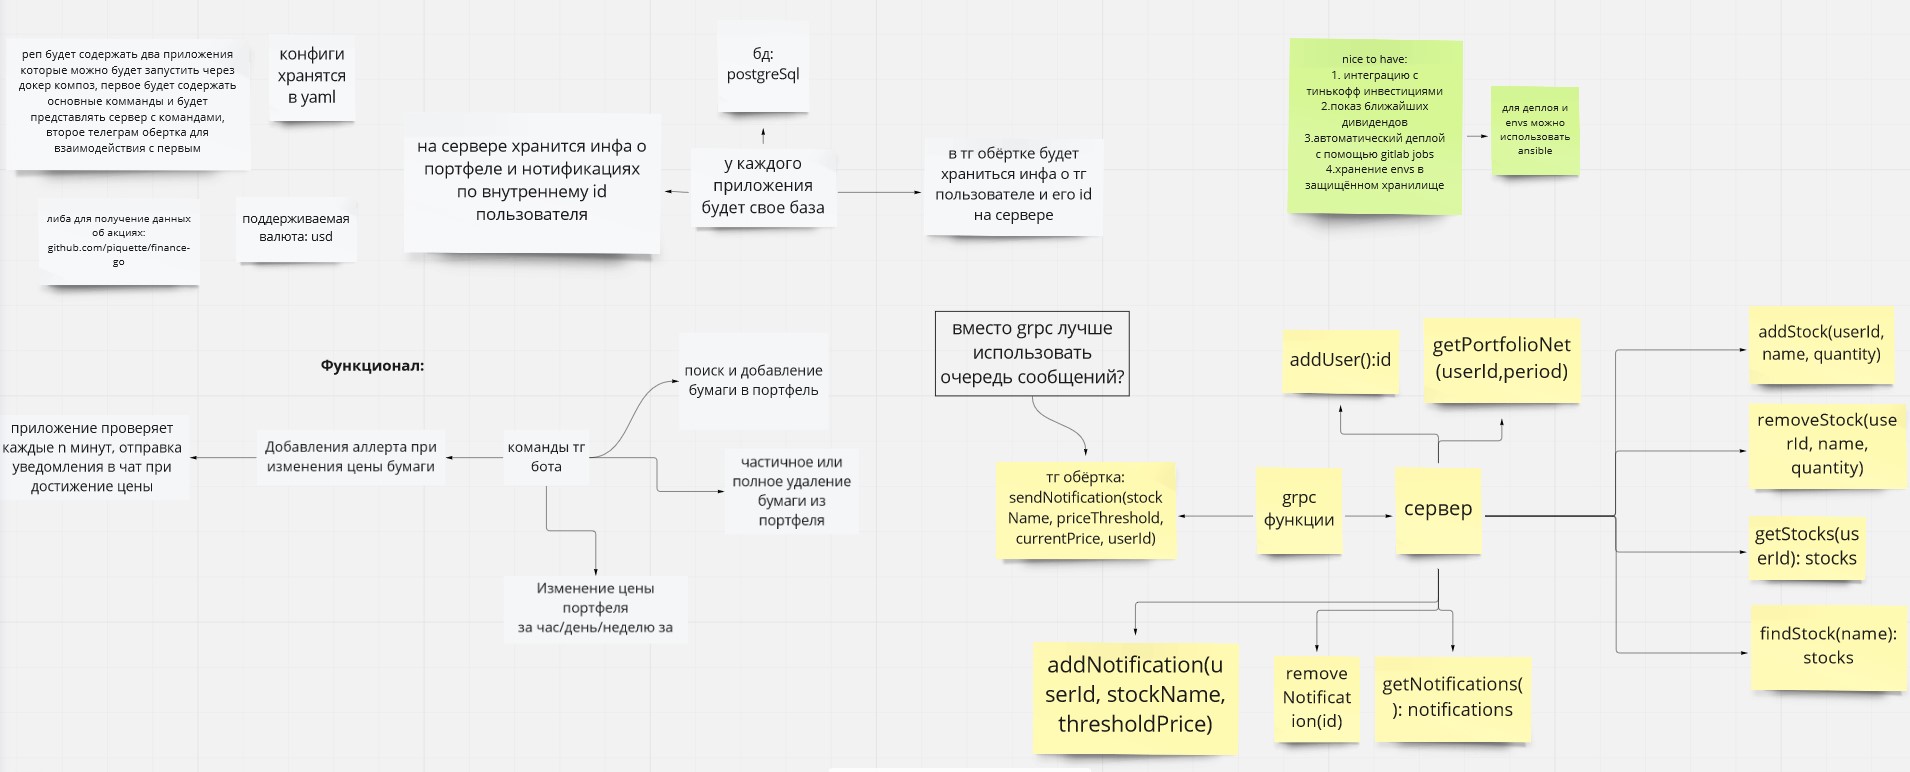 реп будет содержать два приложения
которые можно будет запустить через
докер композ, первое будет содержать
основные комманды и будет
представлять сервер с командами,
второе телеграм обертка для
взаимодействия с первым
конфиги
хранятся
в yaml
либа для получение данных
об акциях:
github.com/piquette/finance-
go
поддерживаемая
валюта: usd
на сервере хранится инфа о
портфеле и нотификациях
по внутреннему id
пользователя
бд:
postgreSql
у каждого
приложения
будет свое база
в тг обёртке будет
храниться инфа о тг
пользователе и его id
на сервере
nice to have:
1. интеграцию с
тинькофф инвестициями
2.показ ближайших
дивидендов
3.автоматический деплой
с помощью gitlab jobs
4.хранение envs в
защищённом хранилище
для деплоя и
envs можно
использовать
ansible
Функционал:
приложение проверяет
каждые n минут, отправка
уведомления в чат при
достижение цены
Добавления аллерта при
изменения цены бумаги
команды тг
бота
поиск и добавление
бумаги в портфель
частичное или
полное удаление
бумаги из
портфеля
Изменение цены
портфеля
за час/день/неделю за
вместо grpc лучше
использовать
очередь сообщений?
тг обёртка:
sendNotification(stock
Name, priceThreshold,
currentPrice, userId)
grpc
функции
сервер
addUser():id
getPortfolioNet
(userId,period)
addStock(userId,
name, quantity)
removeStock(use
rId, name,
quantity)
getStocks(us
erId): stocks
findStock(name):
stocks
addNotification(u
serId, stockName,
thresholdPrice)
remove
Notificat
ion(id)
getNotifications(
): notifications